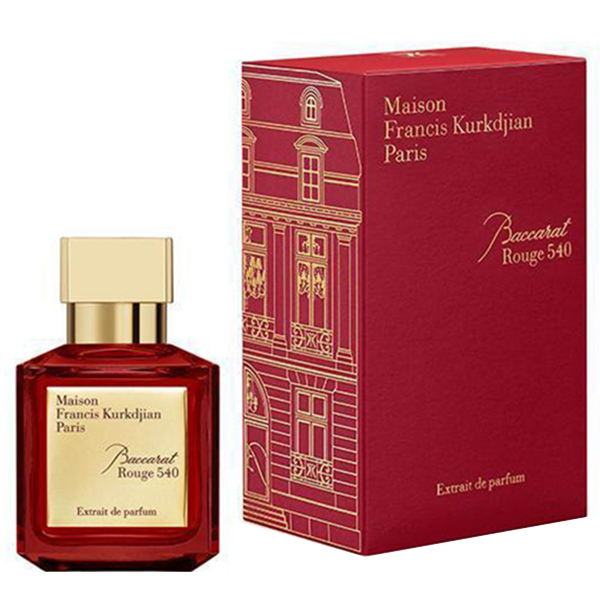 Maison
Francis Kurkdjian
Paris
Baccarat
Rouge 540
Extrait de parfum
Maison
Francis Kurkdjian
Paris
Baccarat
Rouge 540
Extrait de parfum